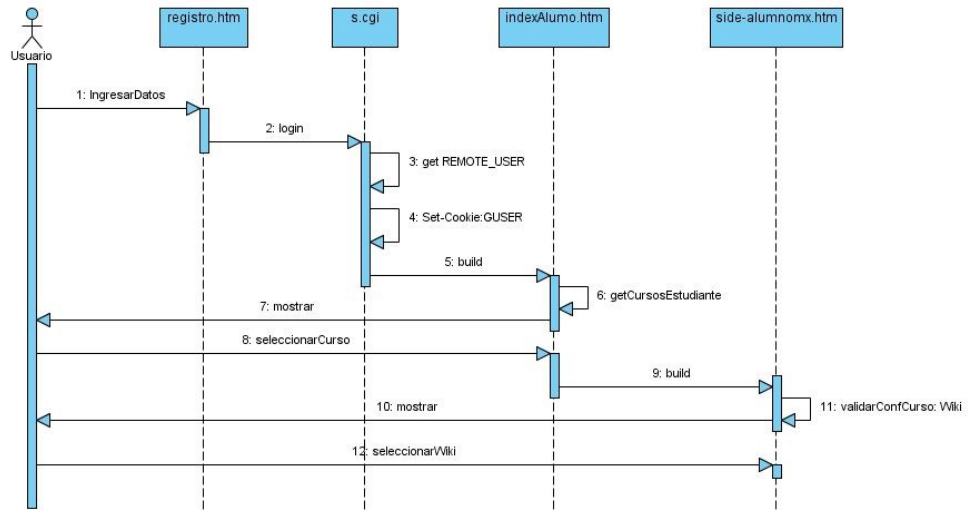 registro.htm
s.cgi
indexAlumo.htm
side-alumnomx.htm
Usuario
1: IngresarDatos
2: login
3: get REMOTE_USER
4: Set-Cookie:GUSER
5: build
6: getCursosEstudiante
7: mostrar
8: seleccionarCurso
9: build
10: mostrar
11: validarConfCurso: Wiki
12: seleccionarWiki